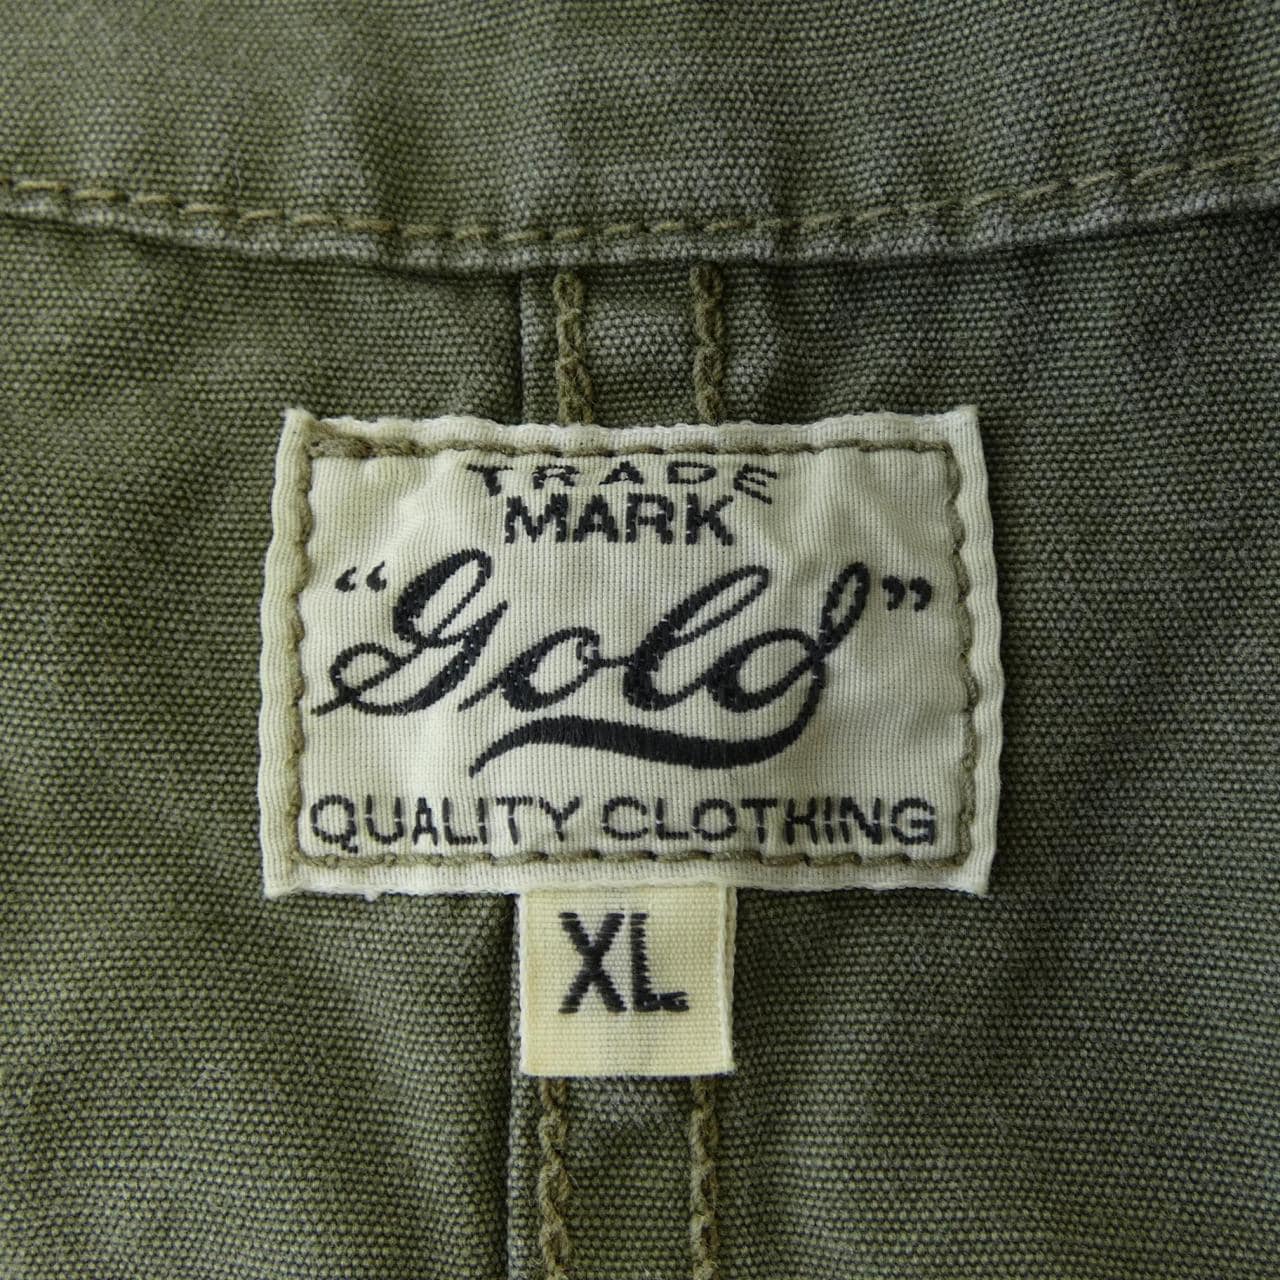 TRADE
MARK
“Gold”
QUALITY CLOTHING
XL